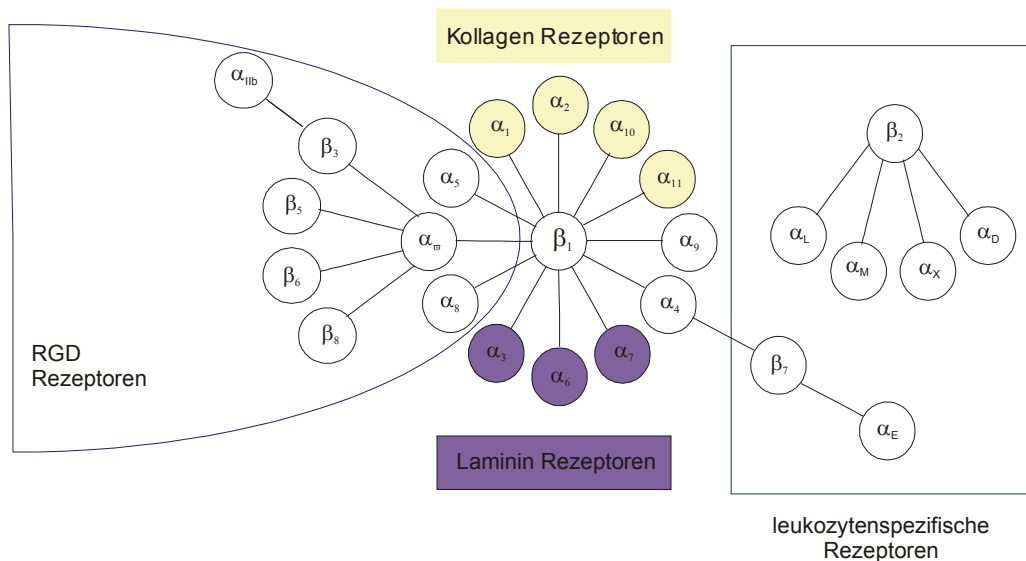 Kollagen Rezeptoren
αIIb
α2
α1
α10
β3
β2
α5
α11
β5
αϖ
β1
α9
αL
αD
β6
αM
αX
α8
α4
β8
α3
α7
RGD
Rezeptoren
α6
β7
αE
Laminin Rezeptoren
leukozytenspezifische
Rezeptoren